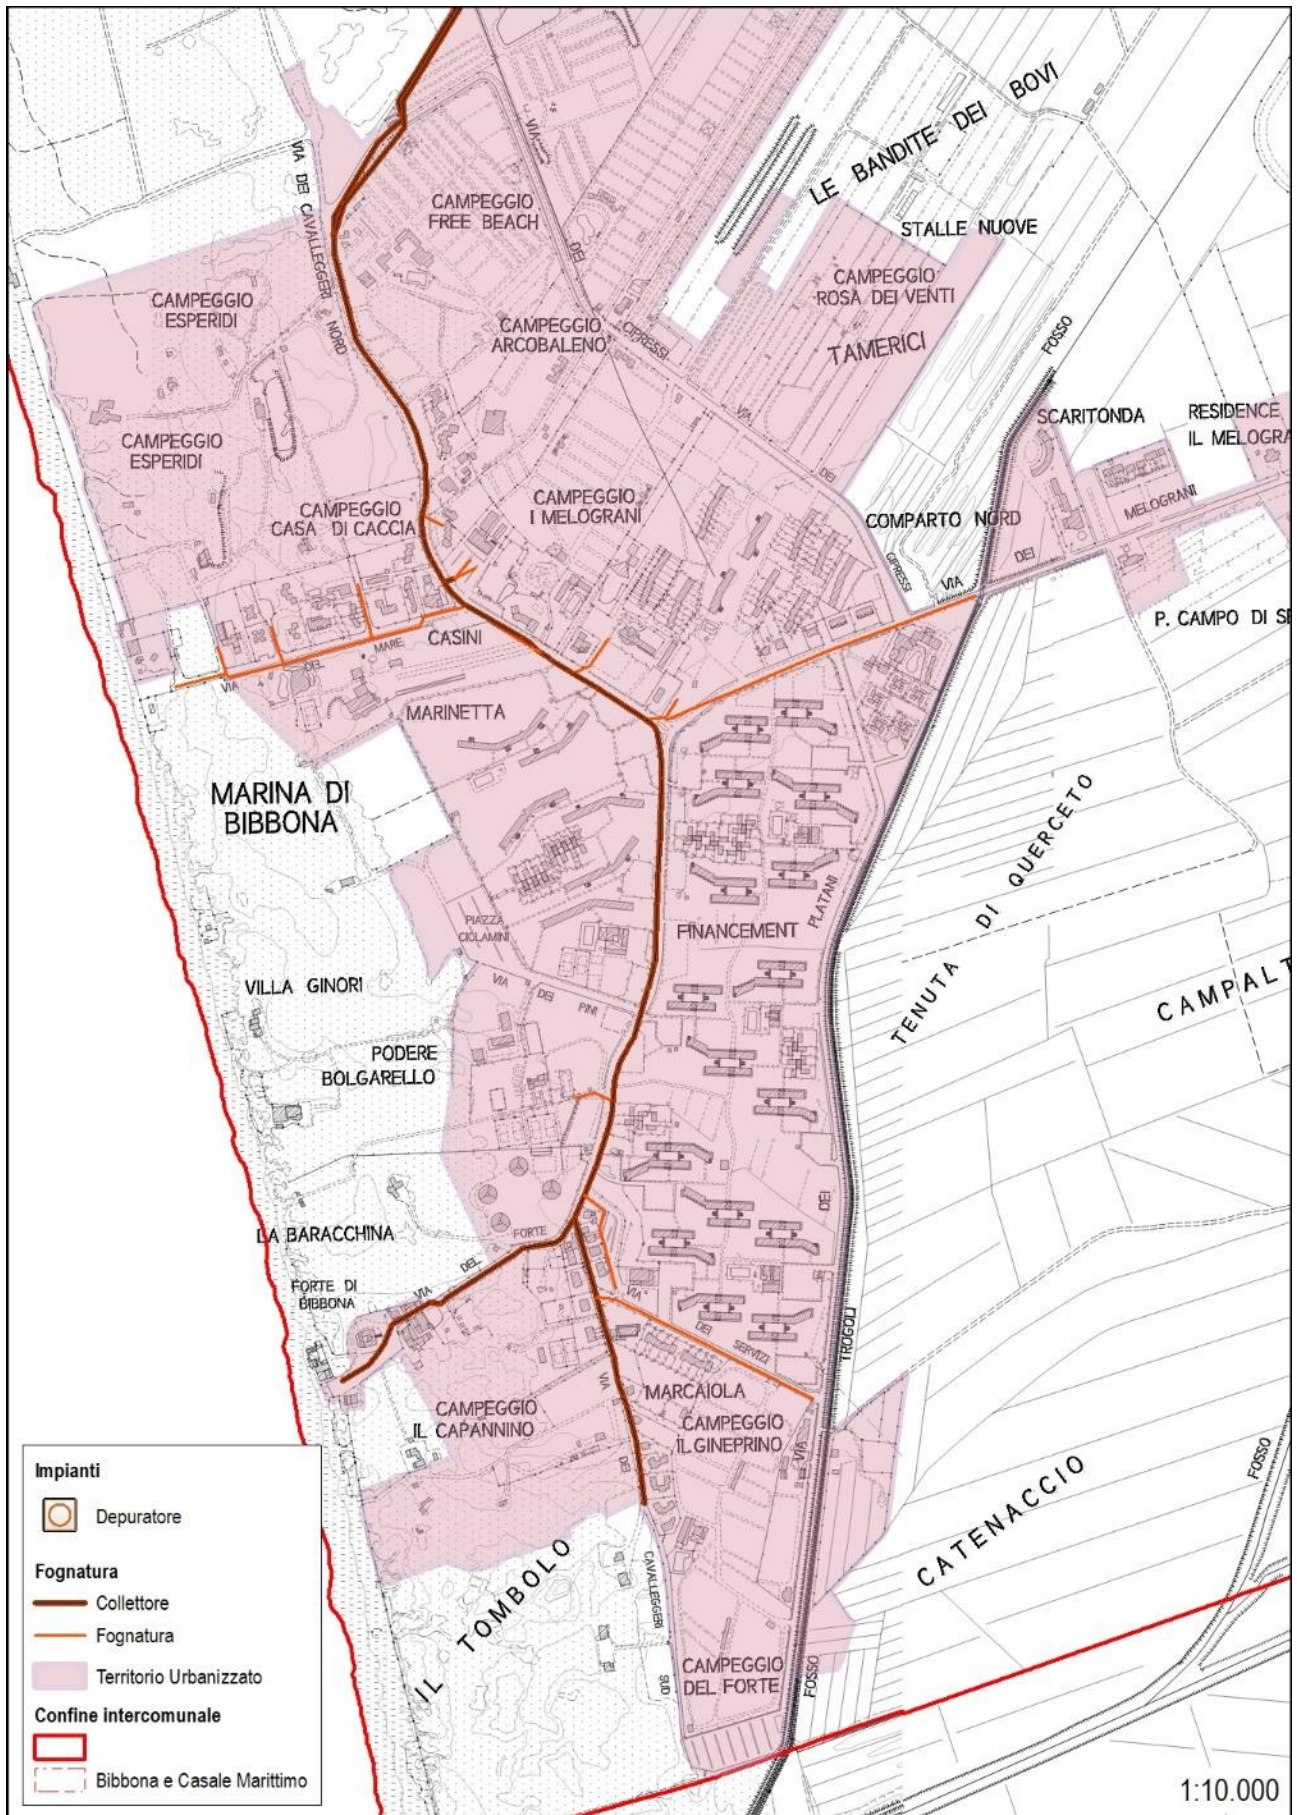 LE BANDITE DEI BOVI
VIA
DEI
CIPRESSI
VIA DEI CAVALLEGGERI NORD
CAMPEGGIO
FREE BEACH
STALLE NUOVE
CAMPEGGIO
ROSA DEI VENTI
TAMERICI
CAMPEGGIO
ESPERIDI
CAMPEGGIO
ARCOBALENO
FOSSO
CAMPEGGIO
ESPERIDI
SCARITONDA
RESIDENCE
IL MELOGRA
VIA
DEI
CIPRESSI
CAMPEGGIO
CASA DI CACCIA
CAMPEGGIO
I MELOGRANI
COMPARTO NORD
VIA
DEI
MELOGRANI
P. CAMPO DI SE
VIA
DEL
MARE
CASINI
MARINETTA
MARINA DI
BIBBONA
TENUTA DI QUERCETO
PLATANI
PIAZZA
CICLAMINI
FINANCEMENT
VILLA GINORI
VIA
DEI
PINI
CAMPALT
PODERE
BOLGARELLO
DEI
LA BARACCHINA
VIA
DEL
FORTE
FORTE DI
BIBBONA
VIA
DEI
SERVIZI
TROGOLI
VIA
DEI
MARCAIOLA
CAMPEGGIO
IL CAPANNINO
CAMPEGGIO
IL GINEPRINO
VIA
FOSSO
CATENACCIO
IL TOMBOLO
CAVALLEGGERI
SUD
CAMPEGGIO
DEL FORTE
FOSSO
Impianti
Depuratore
Fognatura
Collettore
Fognatura
Territorio Urbanizzato
Confine intercomunale
Bibbona e Casale Marittimo
1:10.000